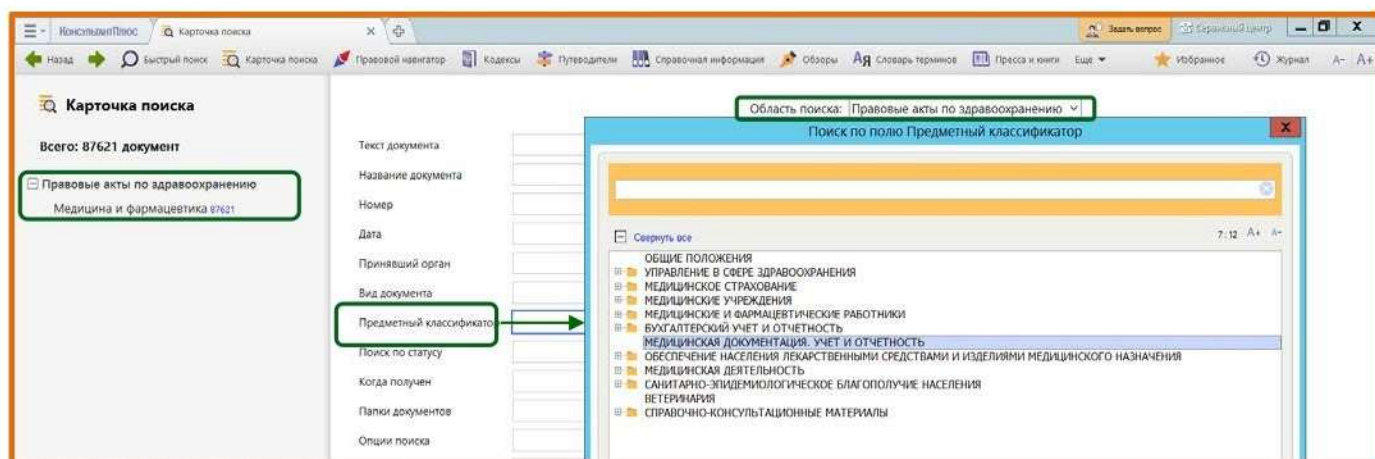 КонсультантПлюс Карточка поиска Задать вопрос Сервисный центр
Назад Быстрый поиск Карточка поиска Правовой навигатор Кодексы Путеводители Справочная информация Обзоры Словарь терминов Пресса и книги Еще Избранное Журнал А- А+
Карточка поиска
Область поиска: Правовые акты по здравоохранению
Всего: 87621 документ
Правовые акты по здравоохранению
Медицина и фармацевтика 87621
Текст документа
Название документа
Номер
Дата
Принявший орган
Вид документа
Предметный классификато
Поиск по статусу
Когда получен
Папки документов
Опции поиска
Поиск по полю Предметный классификатор
Свернуть все 7:12 А+ А-
ОБЩИЕ ПОЛОЖЕНИЯ
УПРАВЛЕНИЕ В СФЕРЕ ЗДРАВООХРАНЕНИЯ
МЕДИЦИНСКОЕ СТРАХОВАНИЕ
МЕДИЦИНСКИЕ УЧРЕЖДЕНИЯ
МЕДИЦИНСКИЕ И ФАРМАЦЕВТИЧЕСКИЕ РАБОТНИКИ
БУХГАЛТЕРСКИЙ УЧЕТ И ОТЧЕТНОСТЬ
МЕДИЦИНСКАЯ ДОКУМЕНТАЦИЯ. УЧЕТ И ОТЧЕТНОСТЬ
ОБЕСПЕЧЕНИЕ НАСЕЛЕНИЯ ЛЕКАРСТВЕННЫМИ СРЕДСТВАМИ И ИЗДЕЛИЯМИ МЕДИЦИНСКОГО НАЗНАЧЕНИЯ
МЕДИЦИНСКАЯ ДЕЯТЕЛЬНОСТЬ
САНИТАРНО-ЭПИДЕМИОЛОГИЧЕСКОЕ БЛАГОПОЛУЧИЕ НАСЕЛЕНИЯ
ВЕТЕРИНАРИЯ
СПРАВОЧНО-КОНСУЛЬТАЦИОННЫЕ МАТЕРИАЛЫ